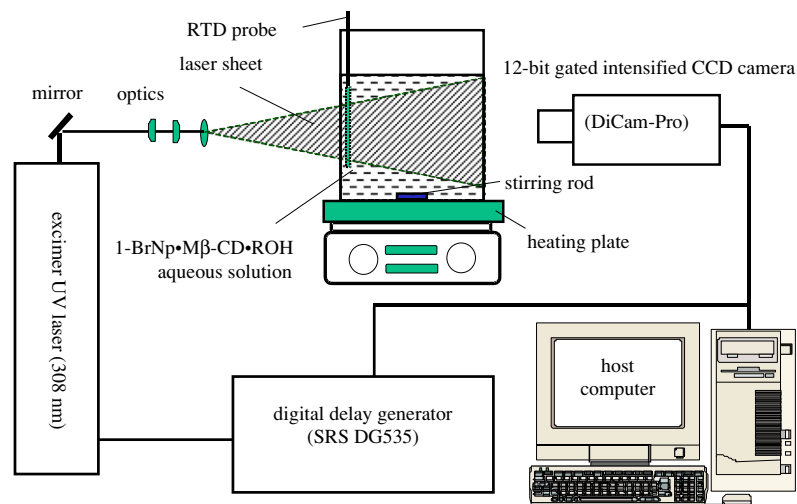 RTD probe
laser sheet
12-bit gated intensified CCD camera
mirror
optics
(DiCam-Pro)
stirring rod
heating plate
1-BrNp•Mβ-CD•ROH
aqueous solution
excimer UV laser (308 nm)
host
computer
digital delay generator
(SRS DG535)